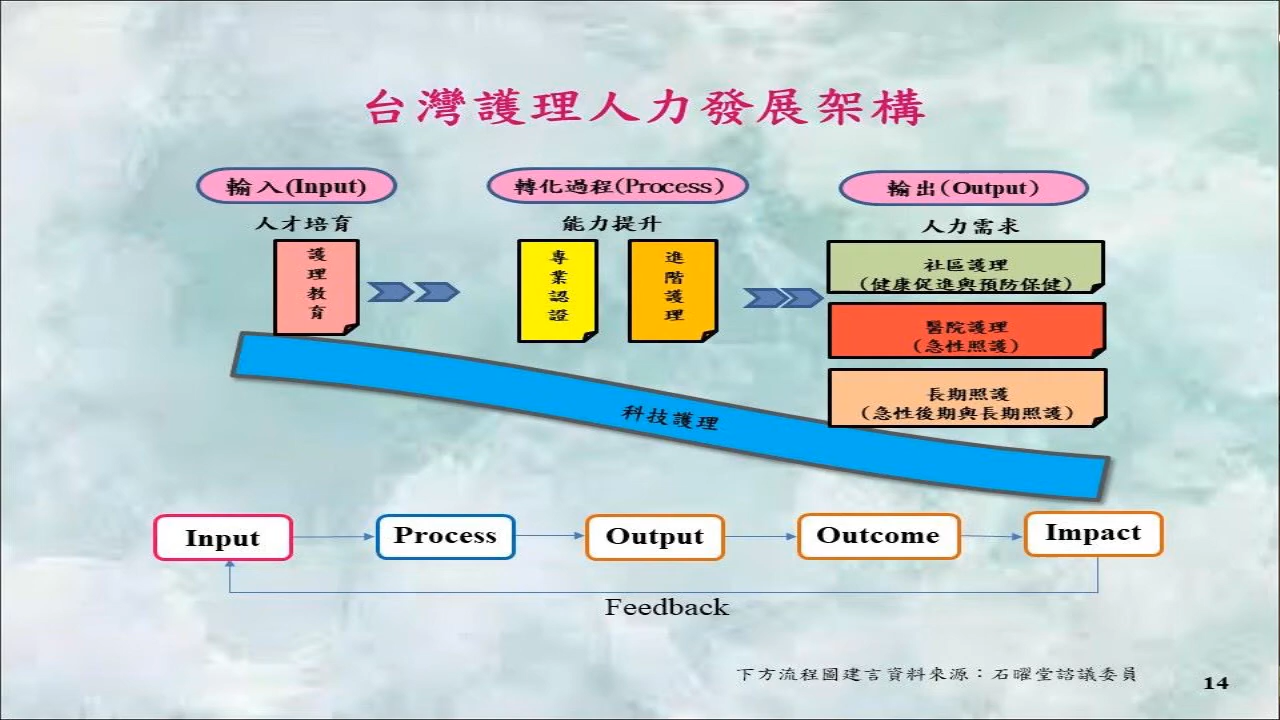 台灣護理人力發展架構
輸入(Input)
轉化過程(Process)
輸出(Output)
人才培育
能力提升
人力需求
護理教育
專業認證
進階護理
社區護理
(健康促進與預防保健)
醫院護理
(急性照護)
長期照護
(急性後期與長期照護)
科技護理
Input
Process
Output
Outcome
Impact
Feedback
下方流程圖建言資料來源：石曜堂諮議委員
14